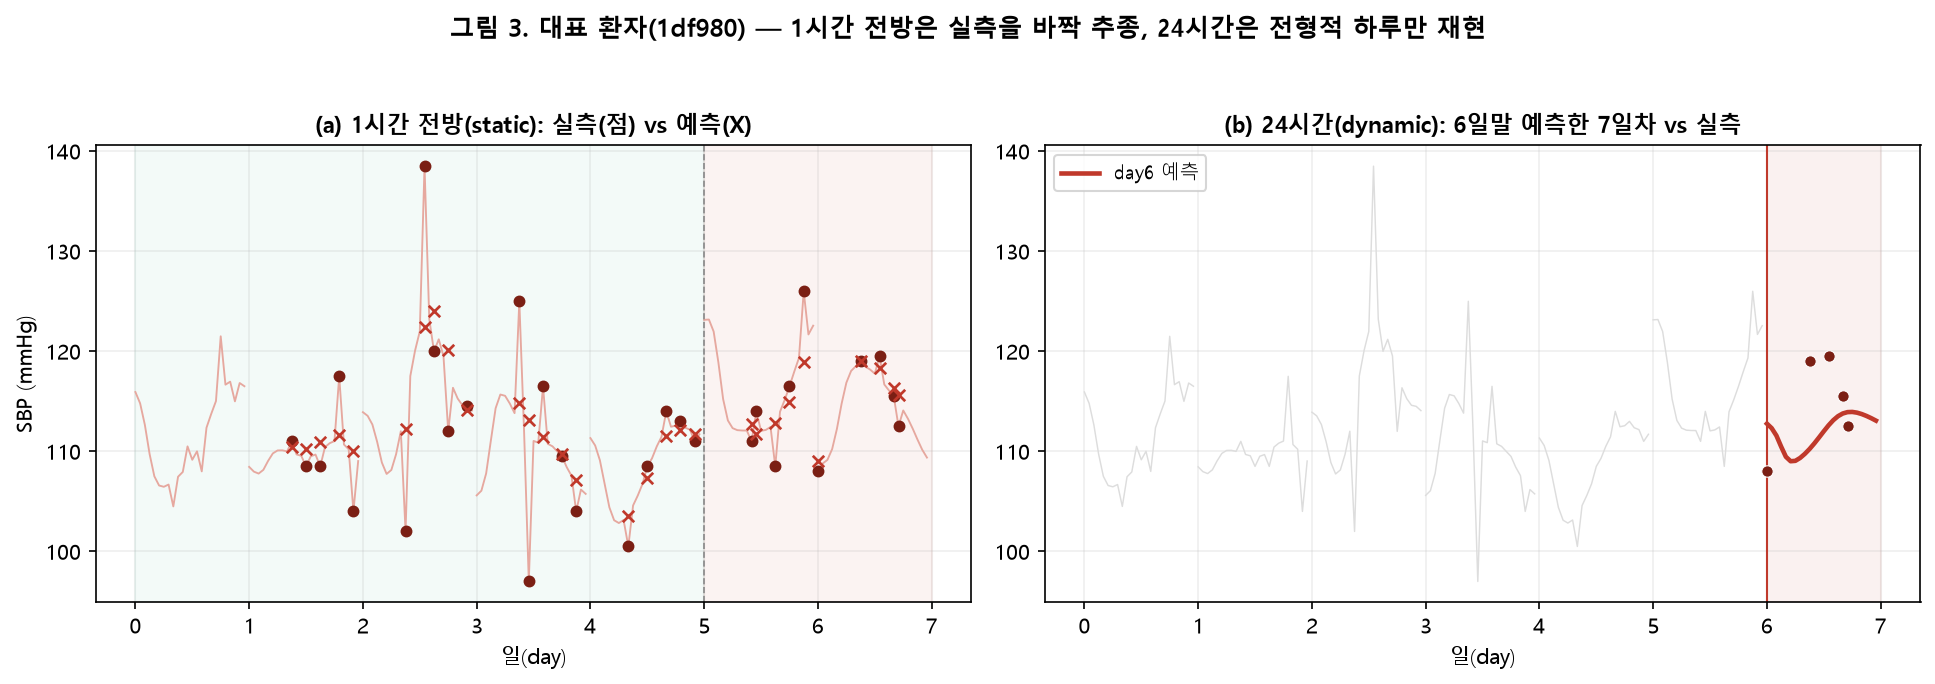 그림 3. 대표 환자(1df980) — 1시간 전방은 실측을 바짝 추종, 24시간은 전형적 하루만 재현
(a) 1시간 전방(static): 실측(점) vs 예측(X)
140
130
120
110
100
SBP (mmHg)
0 1 2 3 4 5 6 7
일(day)
(b) 24시간(dynamic): 6일말 예측한 7일차 vs 실측
day6 예측
140
130
120
110
100
0 1 2 3 4 5 6 7
일(day)